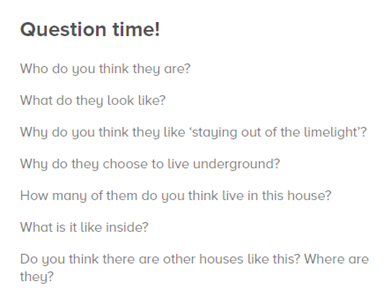 Question time!
Who do you think they are?
What do they look like?
Why do you think they like ‘staying out of the limelight’?
Why do they choose to live underground?
How many of them do you think live in this house?
What is it like inside?
Do you think there are other houses like this? Where are
they?